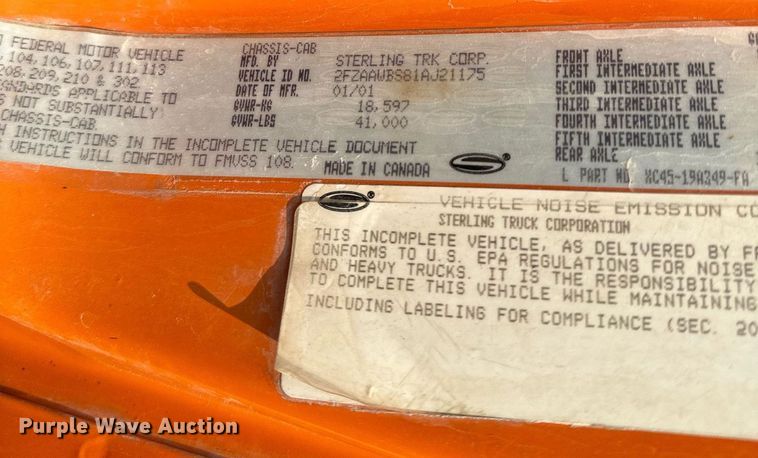 FEDERAL MOTOR VEHICLE
104, 106, 107, 111, 113
208, 209, 210 & 302
STANDARDS APPLICABLE TO
S NOT SUBSTANTIALLY
CHASSIS-CAB.
H INSTRUCTIONS IN THE INCOMPLETE VEHICLE DOCUMENT
VEHICLE WILL CONFORM TO FMVSS 108.
MADE IN CANADA
CHASSIS-CAB
MFD. BY STERLING TRK CORP.
VEHICLE ID NO. 2FZAAWBS81AJ21175
DATE OF MFR. 01/01
GVWR-KG 18,597
GVWR-LBS 41,000
FRONT AXLE
FIRST INTERMEDIATE AXLE
SECOND INTERMEDIATE AXLE
THIRD INTERMEDIATE AXLE
FOURTH INTERMEDIATE AXLE
FIFTH INTERMEDIATE AXLE
REAR AXLE
L PART NO. XC45-19A349-FA
VEHICLE NOISE EMISSION CO
STERLING TRUCK CORPORATION
THIS INCOMPLETE VEHICLE, AS DELIVERED BY FR
CONFORMS TO U.S. EPA REGULATIONS FOR NOISE
AND HEAVY TRUCKS. IT IS THE RESPONSIBILITY
TO COMPLETE THIS VEHICLE WHILE MAINTAINING
INCLUDING LABELING FOR COMPLIANCE (SEC. 20
Purple Wave Auction